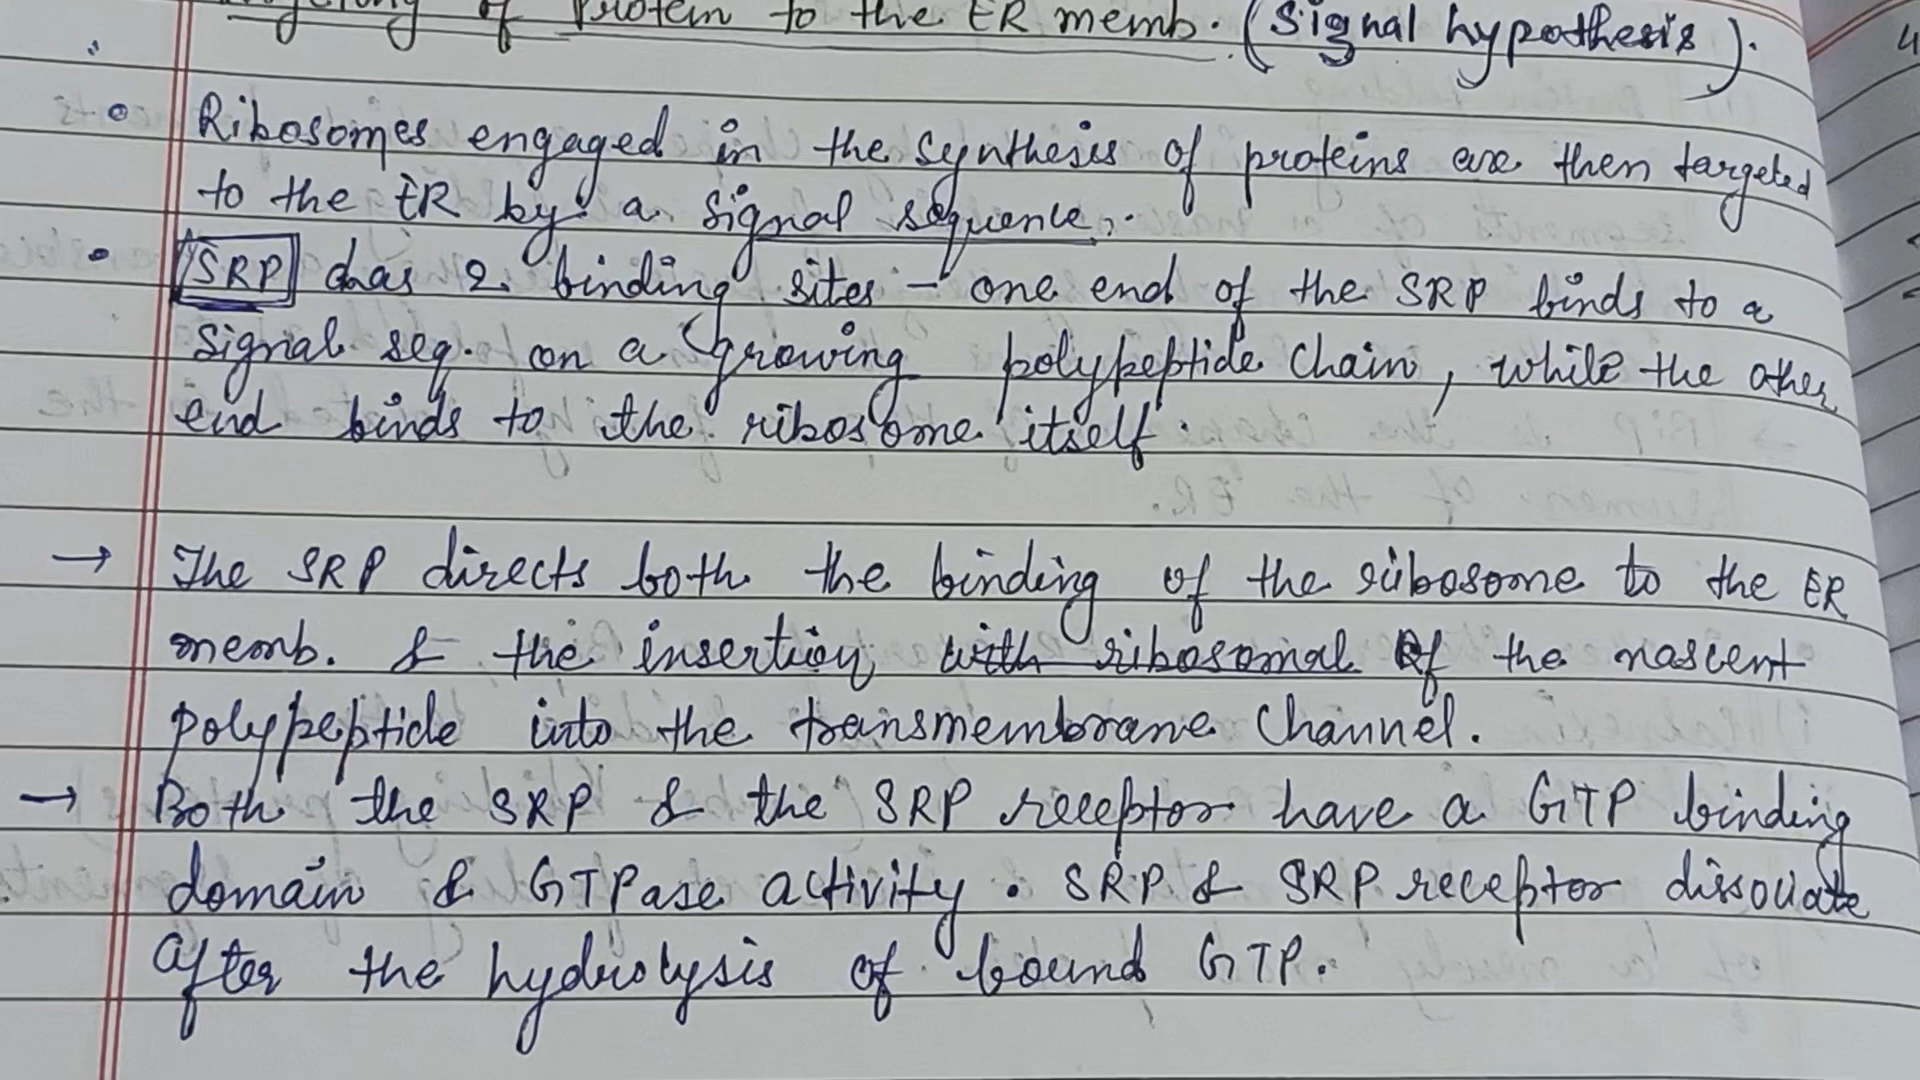 of Protein to the ER memb. (Signal hypothesis).
Ribosomes engaged in the synthesis of proteins are then targeted
to the ER by a signal sequence.
SRP has 2 binding sites - one end of the SRP binds to a
signal seq. on a growing polypeptide chain, while the other
end binds to the ribosome itself.
→ The SRP directs both the binding of the ribosome to the ER
memb. & the insertion with ribosomal of the nascent
polypeptide into the transmembrane channel.
→ Both the SRP & the SRP receptor have a GTP binding
domain & GTPase activity. SRP & SRP receptor dissociate
after the hydrolysis of bound GTP.